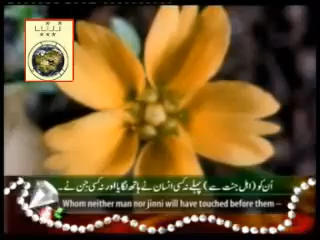 اُن کو (اہل جنت سے) پہلے نہ کسی انسان نے ہاتھ لگایا اور نہ کسی جن نے ۔
Whom neither man nor jinni will have touched before them –